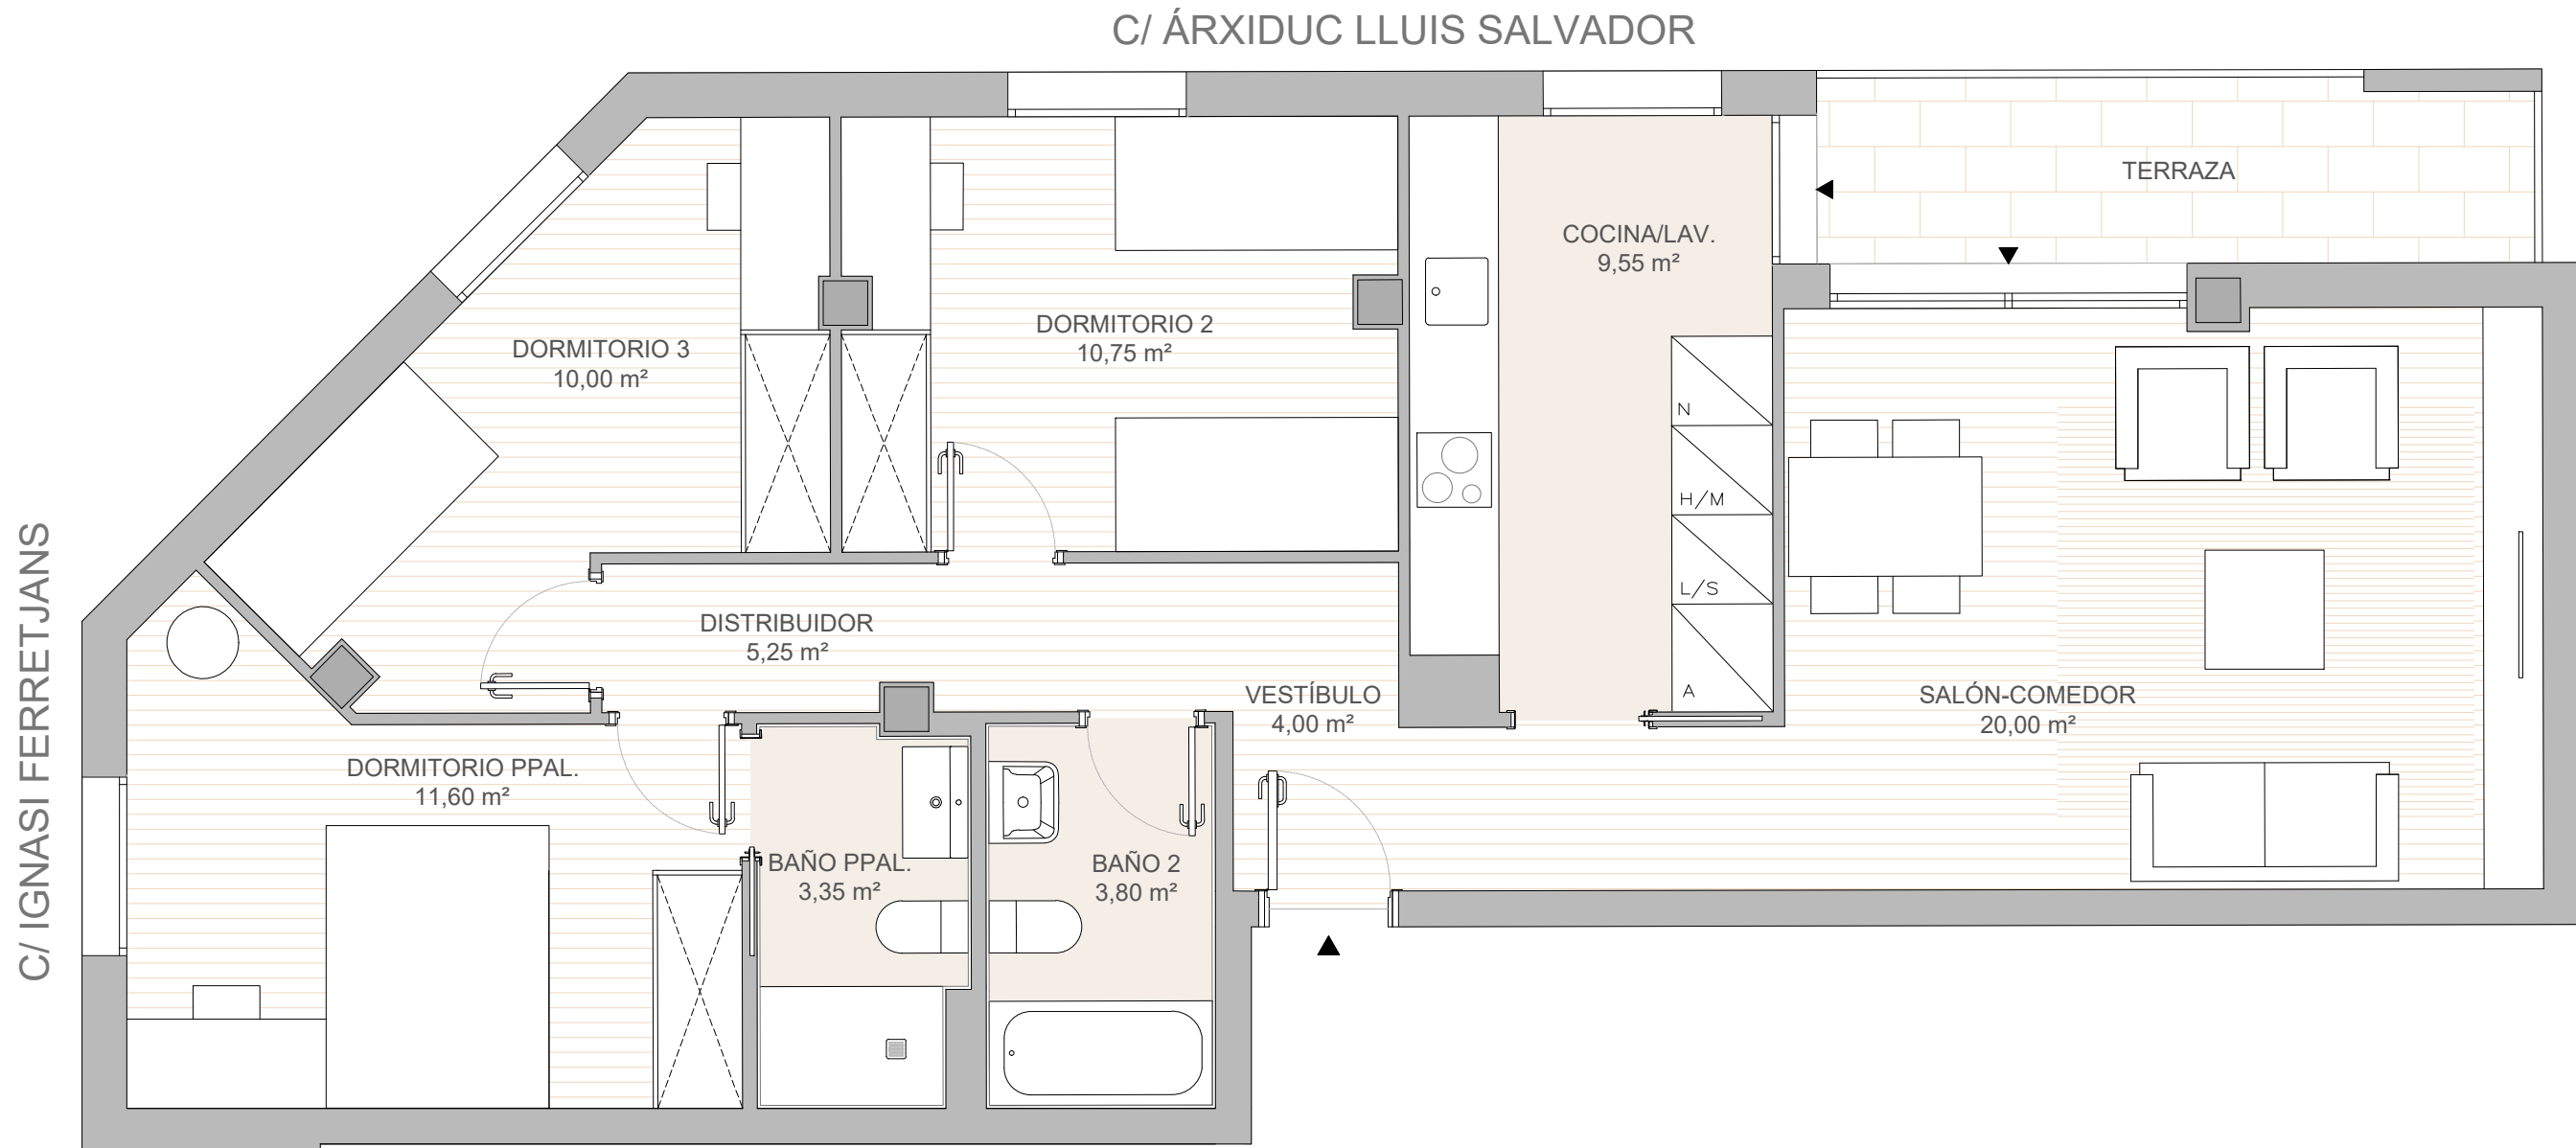 C/ ÁRXIDUC LLUIS SALVADOR
TERRAZA
COCINA/LAV.
9,55 m²
DORMITORIO 2
10,75 m²
DORMITORIO 3
10,00 m²
N
H/M
L/S
A
C/ IGNASI FERRETJANS
DISTRIBUIDOR
5,25 m²
VESTÍBULO
4,00 m²
SALÓN-COMEDOR
20,00 m²
DORMITORIO PPAL.
11,60 m²
BAÑO PPAL.
3,35 m²
BAÑO 2
3,80 m²